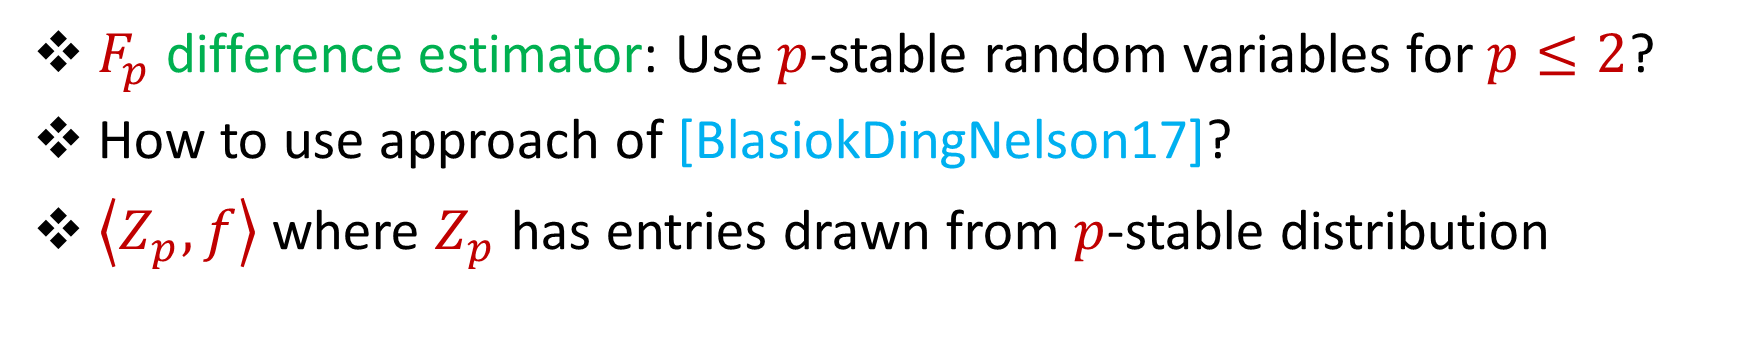 ❖ F_p difference estimator: Use p-stable random variables for p ≤ 2?
❖ How to use approach of [BlasiokDingNelson17]?
❖ ⟨Z_p, f⟩ where Z_p has entries drawn from p-stable distribution